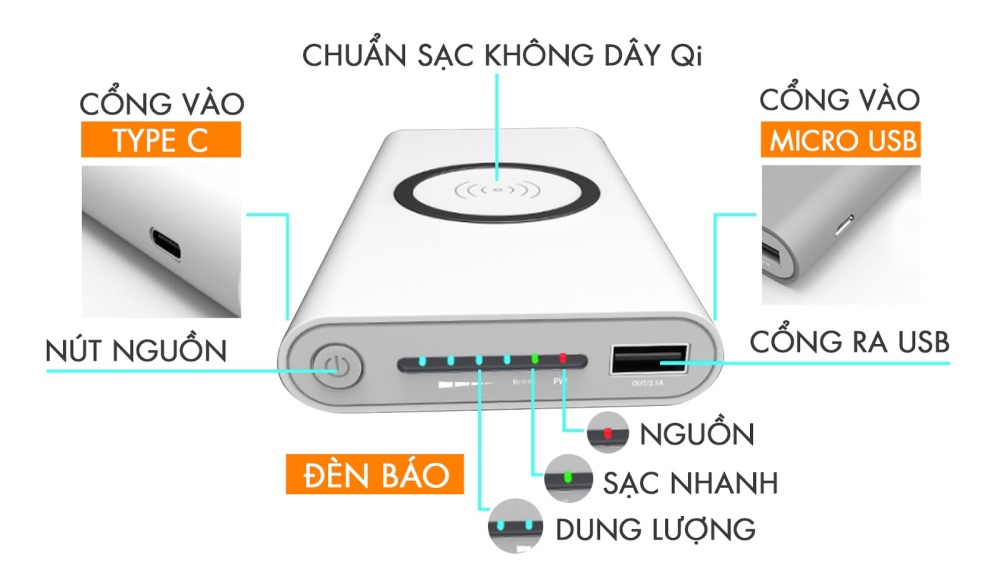 CHUẨN SẠC KHÔNG DÂY Qi
CỔNG VÀO
TYPE C
CỔNG VÀO
MICRO USB
NÚT NGUỒN
CỔNG RA USB
OUT/2.1A
PW
NGUỒN
ĐÈN BÁO
SẠC NHANH
DUNG LƯỢNG